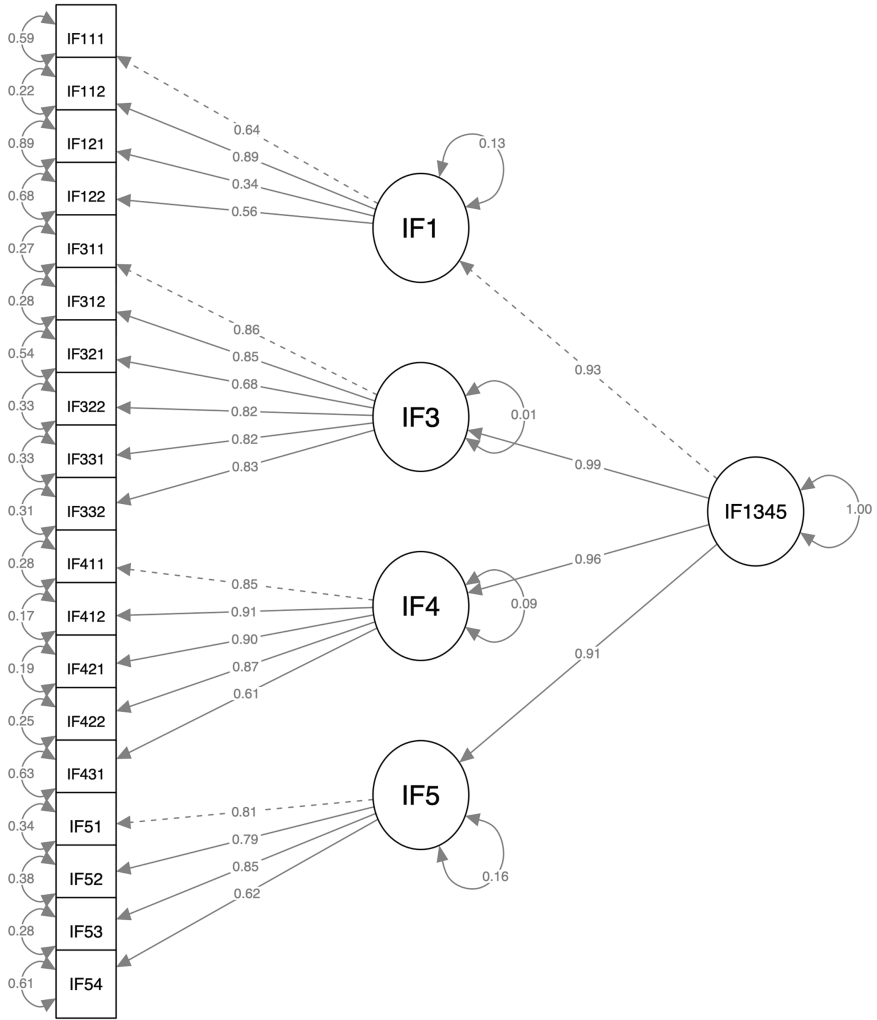 0.59 IF111
0.22 IF112
0.89 IF121
0.68 IF122
0.27 IF311
0.28 IF312
0.54 IF321
0.33 IF322
0.33 IF331
0.31 IF332
0.28 IF411
0.17 IF412
0.19 IF421
0.25 IF422
0.63 IF431
0.34 IF51
0.38 IF52
0.28 IF53
0.61 IF54
0.64
0.89
0.34
0.56
0.86
0.85
0.68
0.82
0.82
0.83
0.85
0.91
0.90
0.87
0.61
0.81
0.79
0.85
0.62
0.13
IF1
IF3 0.01
IF4 0.09
IF5
0.16
0.93
0.99
0.96
0.91
IF1345 1.00